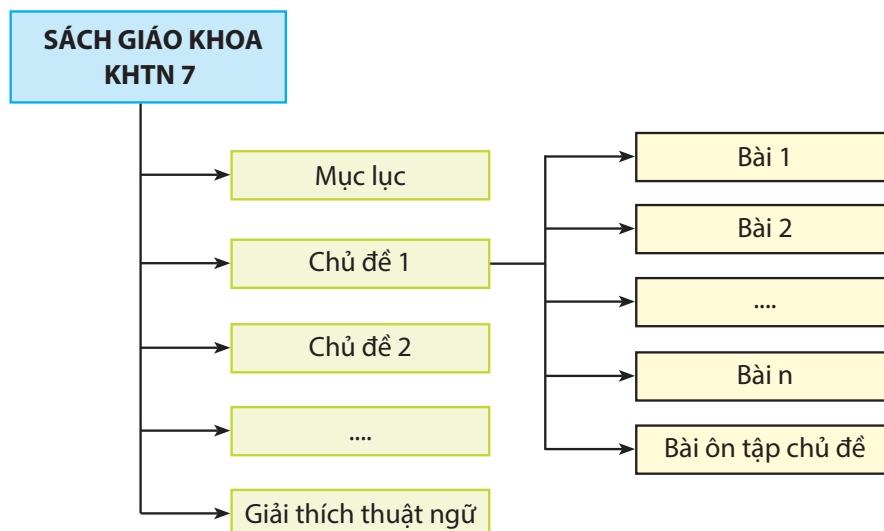 SÁCH GIÁO KHOA
KHTN 7
Mục lục
Chủ đề 1
Chủ đề 2
....
Giải thích thuật ngữ
Bài 1
Bài 2
....
Bài n
Bài ôn tập chủ đề